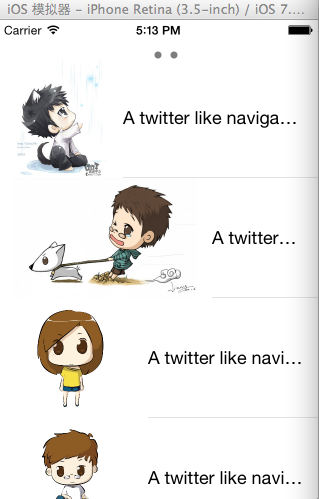 iOS 模拟器 - iPhone Retina (3.5-inch) / iOS 7....
Carrier 5:13 PM
A twitter like naviga...
A twitter...
A twitter like navi...
A twitter like navi...